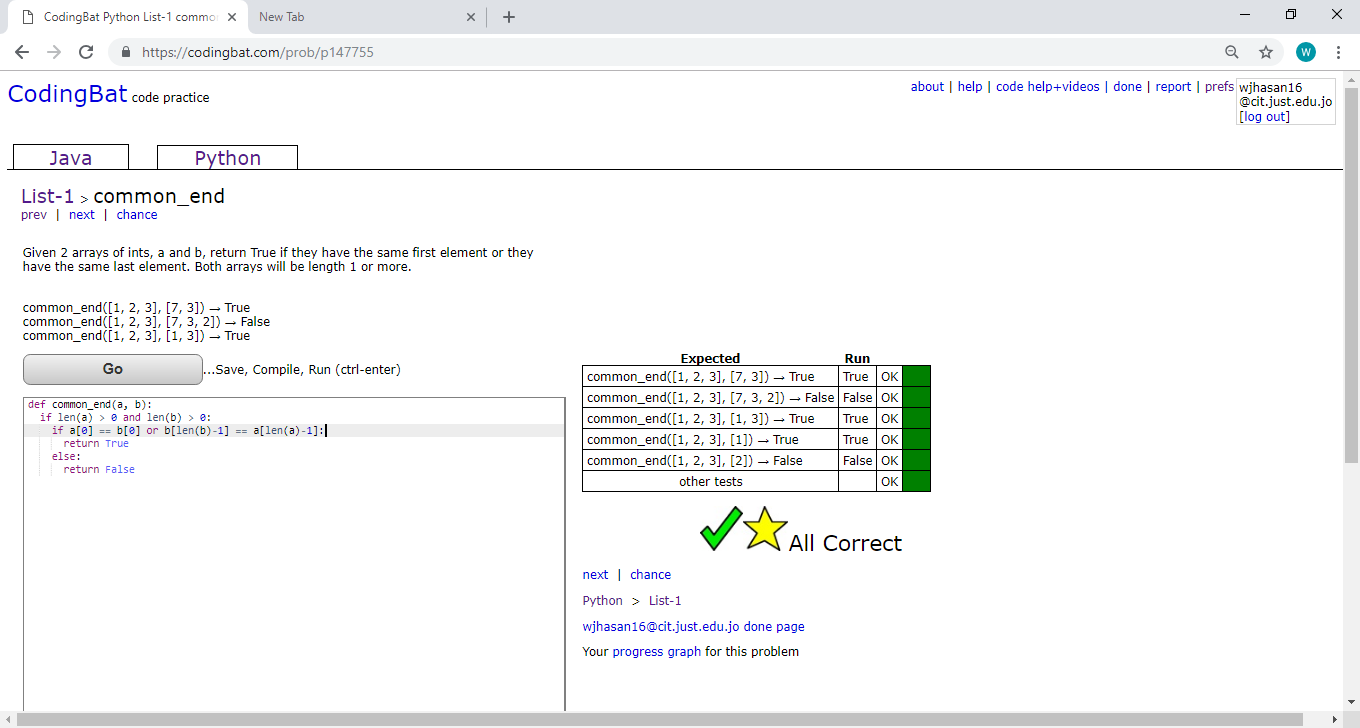 CodingBat Python List-1 commo
New Tab
https://codingbat.com/prob/p147755
W
CodingBat code practice
about | help | code help+videos | done | report | prefs
wjhasan16
@cit.just.edu.jo
[log out]
Java
Python
List-1 > common_end
prev | next | chance
Given 2 arrays of ints, a and b, return True if they have the same first element or they
have the same last element. Both arrays will be length 1 or more.
common_end([1, 2, 3], [7, 3]) → True
common_end([1, 2, 3], [7, 3, 2]) → False
common_end([1, 2, 3], [1, 3]) → True
Go ...Save, Compile, Run (ctrl-enter)
def common_end(a, b):
  if len(a) > 0 and len(b) > 0:
    if a[0] == b[0] or b[len(b)-1] == a[len(a)-1]:
      return True
    else:
      return False
Expected Run
common_end([1, 2, 3], [7, 3]) → True True OK
common_end([1, 2, 3], [7, 3, 2]) → False False OK
common_end([1, 2, 3], [1, 3]) → True True OK
common_end([1, 2, 3], [1]) → True True OK
common_end([1, 2, 3], [2]) → False False OK
other tests OK
All Correct
next | chance
Python > List-1
wjhasan16@cit.just.edu.jo done page
Your progress graph for this problem